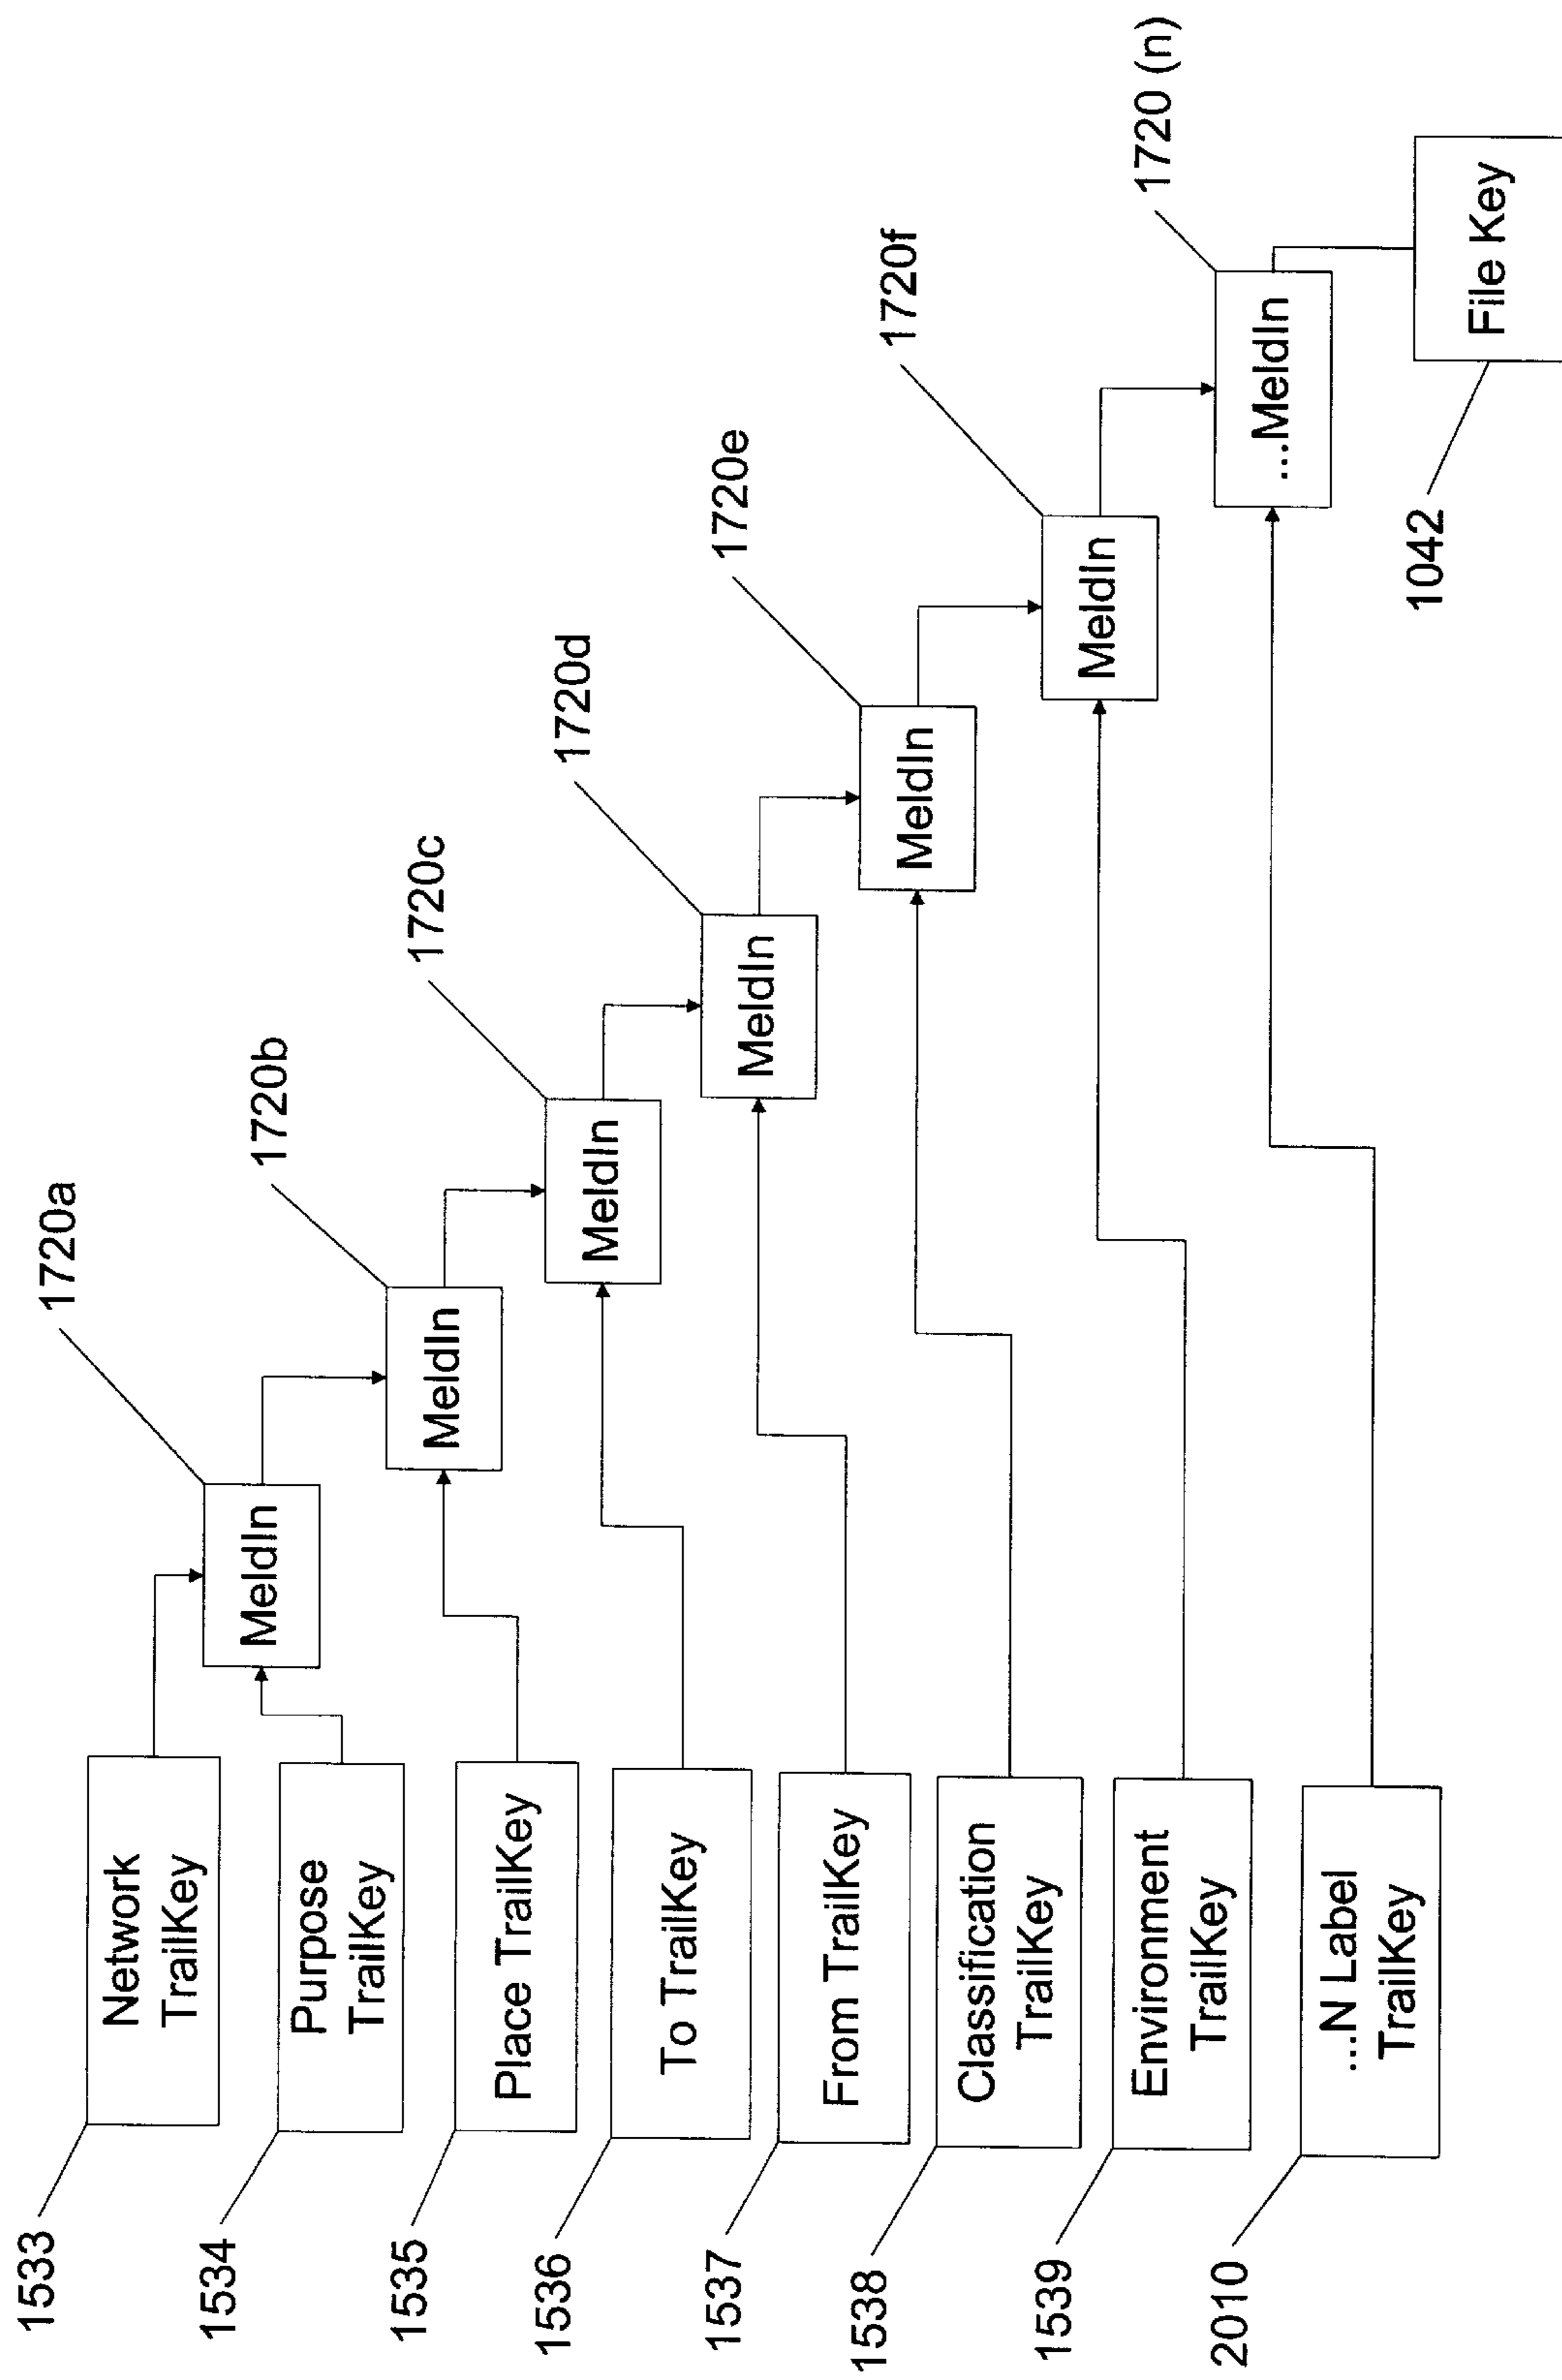 1533
Network
TrailKey
1720a
MeldIn
1534
Purpose
TrailKey
1720b
MeldIn
1535
Place TrailKey
1720c
MeldIn
1536
To TrailKey
1720d
MeldIn
1537
From TrailKey
1720e
MeldIn
1538
Classification
TrailKey
1720f
MeldIn
1539
Environment
TrailKey
1720 (n)
...MeldIn
2010
...N Label
TrailKey
1042
File Key